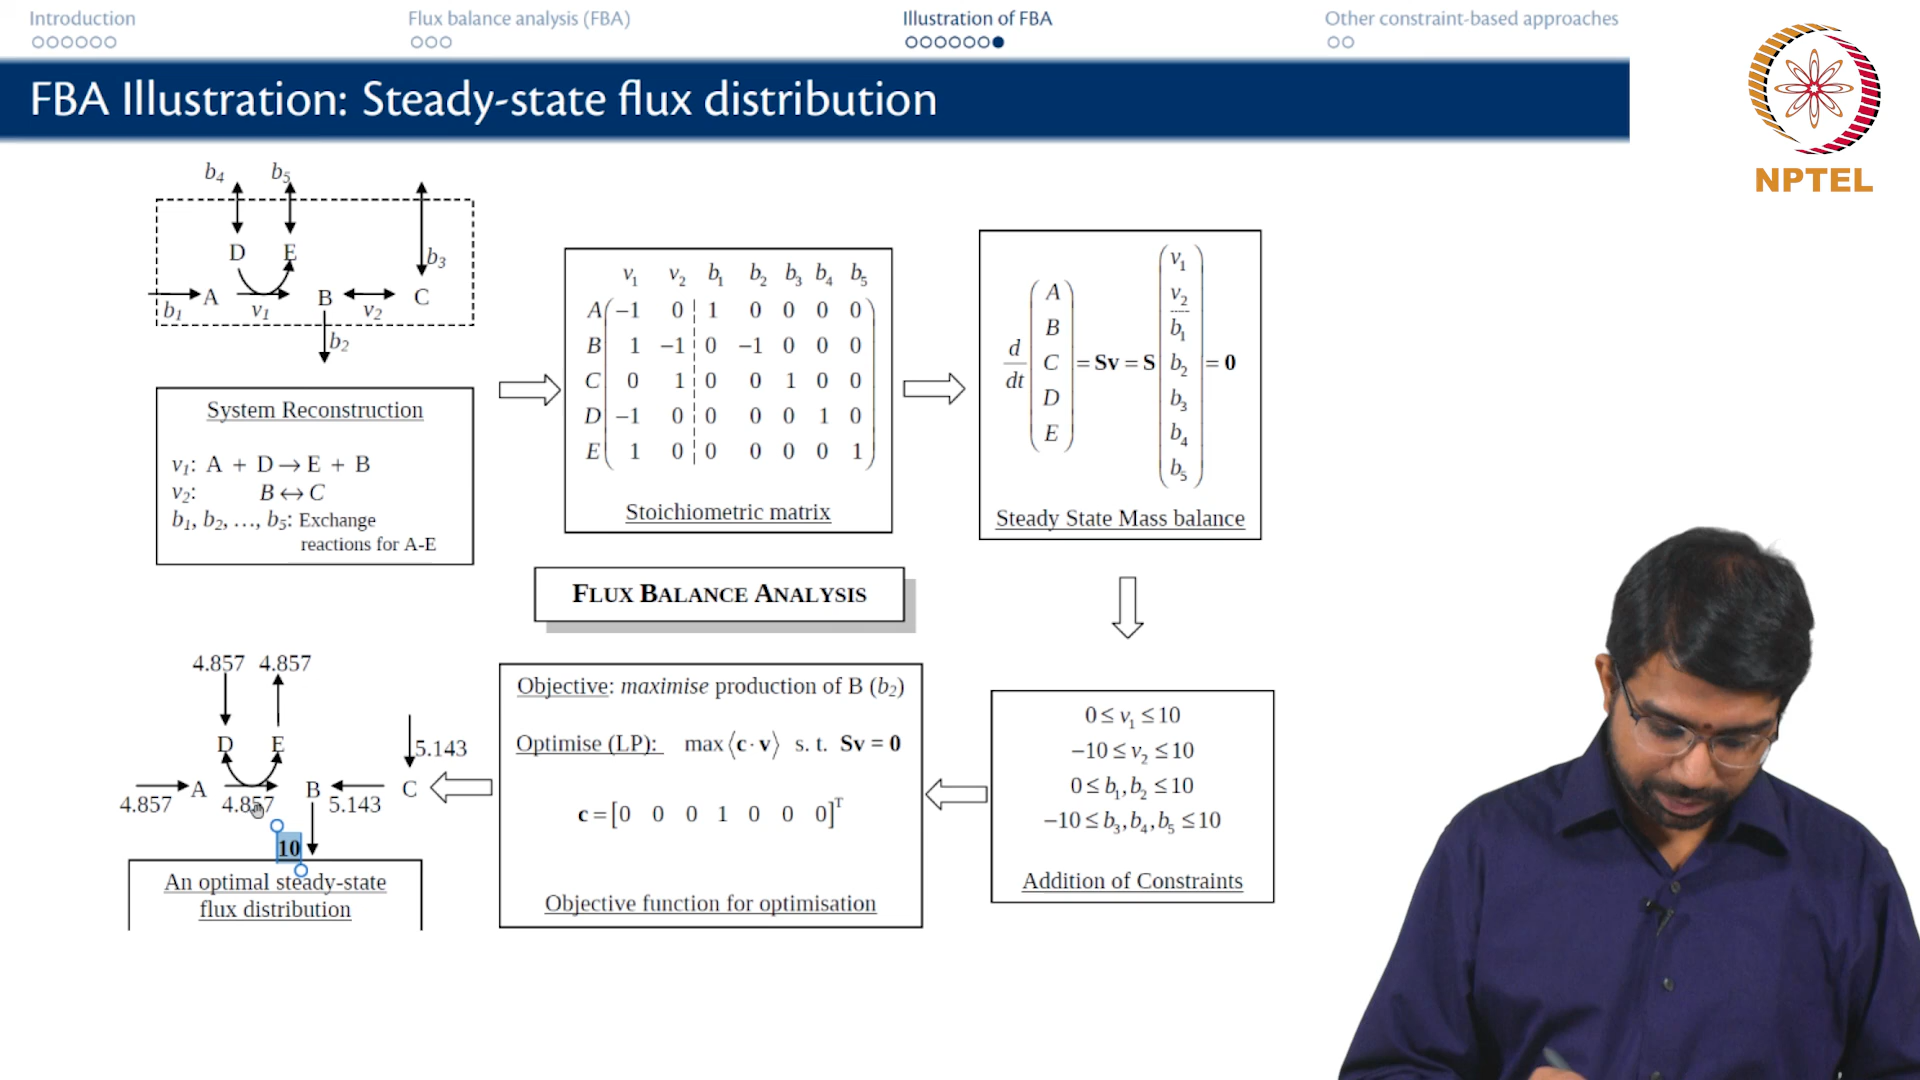 Introduction
Flux balance analysis (FBA)
Illustration of FBA
Other constraint-based approaches
FBA Illustration: Steady-state flux distribution
NPTEL
b4 b5
D E b3
b1 A v1 B v2 C
b2
System Reconstruction
v1: A + D → E + B
v2: B ↔ C
b1, b2, …, b5: Exchange
reactions for A-E
v1 v2 b1 b2 b3 b4 b5
A −1 0 1 0 0 0 0
B 1 −1 0 −1 0 0 0
C 0 1 0 0 1 0 0
D −1 0 0 0 0 1 0
E 1 0 0 0 0 0 1
Stoichiometric matrix
d/dt (A B C D E) = Sv = S (v1 v2 b1 b2 b3 b4 b5) = 0
Steady State Mass balance
FLUX BALANCE ANALYSIS
0 ≤ v1 ≤ 10
−10 ≤ v2 ≤ 10
0 ≤ b1, b2 ≤ 10
−10 ≤ b3, b4, b5 ≤ 10
Addition of Constraints
Objective: maximise production of B (b2)
Optimise (LP): max⟨c · v⟩ s. t. Sv = 0
c = [0 0 0 1 0 0 0]T
Objective function for optimisation
4.857 4.857
D E 5.143
A B C
4.857 4.857 5.143
10
An optimal steady-state
flux distribution